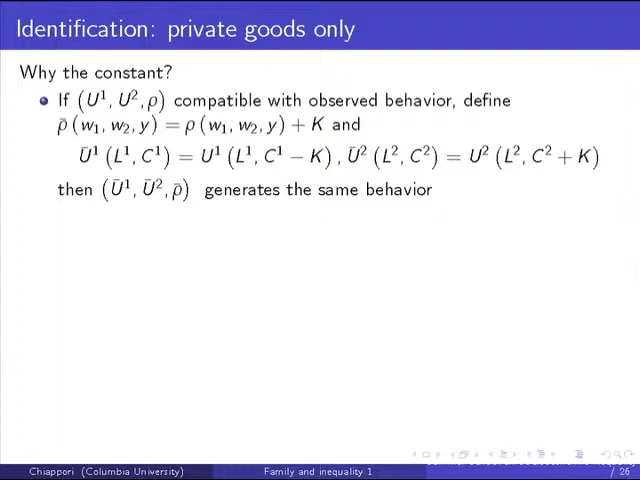 Identification: private goods only
Why the constant?
If (U¹, U², ρ) compatible with observed behavior, define
ρ̄ (w₁, w₂, y) = ρ (w₁, w₂, y) + K and
Ū¹ (L¹, C¹) = U¹ (L¹, C¹ − K) , Ū² (L², C²) = U² (L², C² + K)
then (Ū¹, Ū², ρ̄) generates the same behavior
Chiappori (Columbia University) Family and inequality 1 / 26